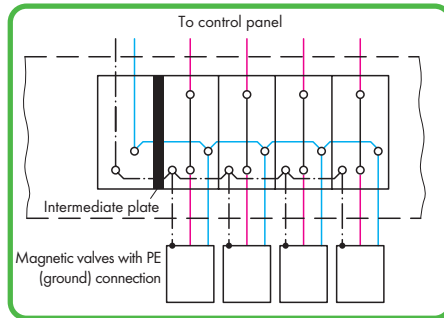 To control panel
Intermediate plate
Magnetic valves with PE
(ground) connection